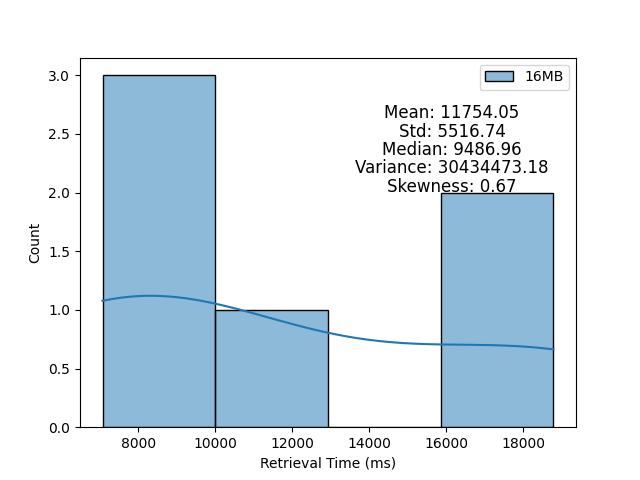 16MB
Mean: 11754.05
Std: 5516.74
Median: 9486.96
Variance: 30434473.18
Skewness: 0.67
3.0
2.5
2.0
1.5
1.0
0.5
0.0
Count
8000 10000 12000 14000 16000 18000
Retrieval Time (ms)